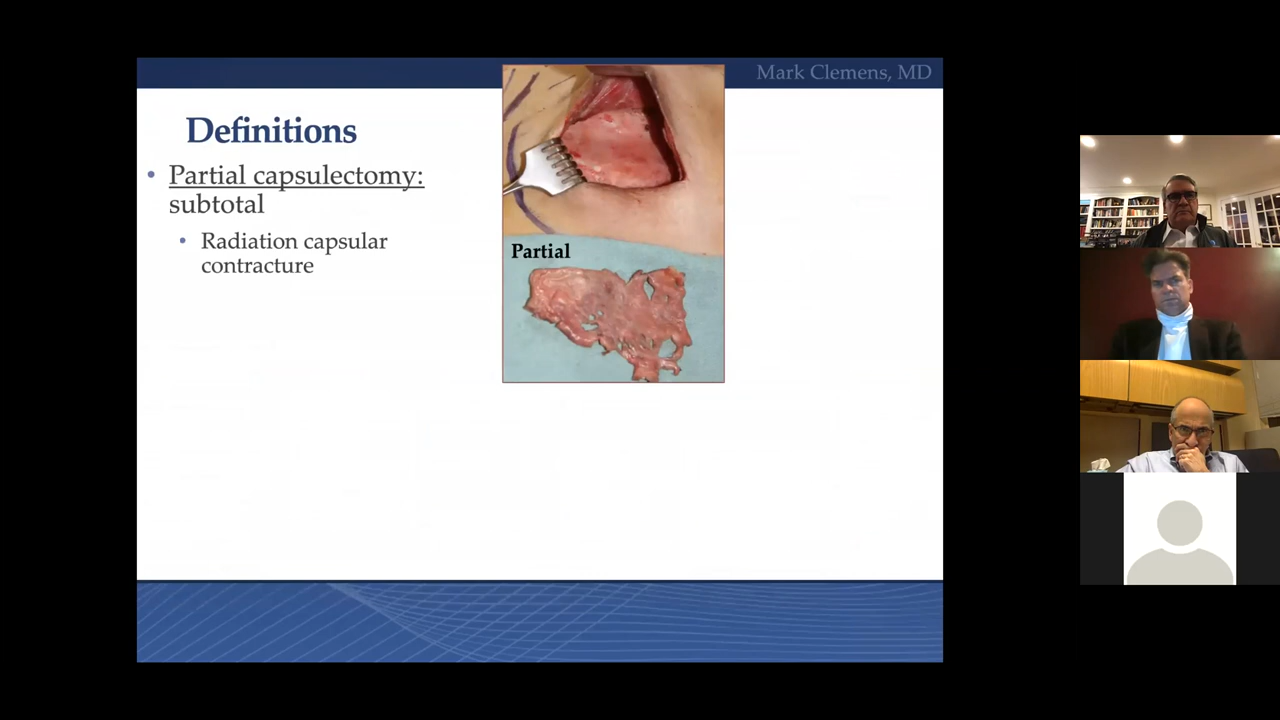 Mark Clemens, MD
Definitions
• Partial capsulectomy:
subtotal
• Radiation capsular
contracture
Partial